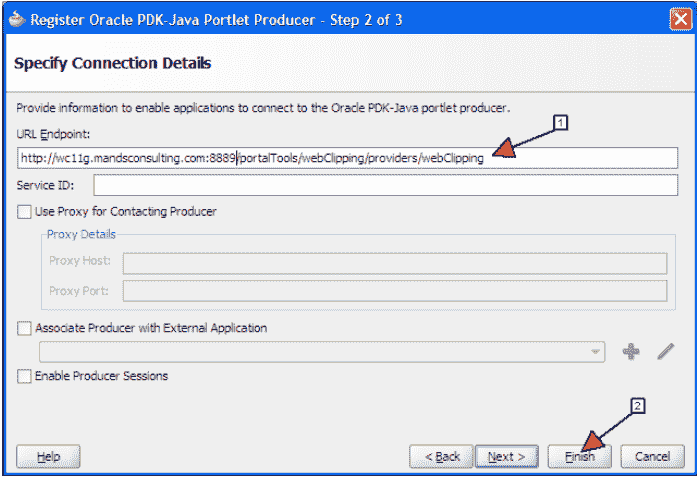 Register Oracle PDK-Java Portlet Producer - Step 2 of 3
Specify Connection Details
Provide information to enable applications to connect to the Oracle PDK-Java portlet producer.
1
URL Endpoint:
http://wc11g.mandsconsulting.com:8889/portalTools/webClipping/providers/webClipping
Service ID:
Use Proxy for Contacting Producer
Proxy Details
Proxy Host:
Proxy Port:
Associate Producer with External Application
Enable Producer Sessions
2
Help < Back Next > Finish Cancel